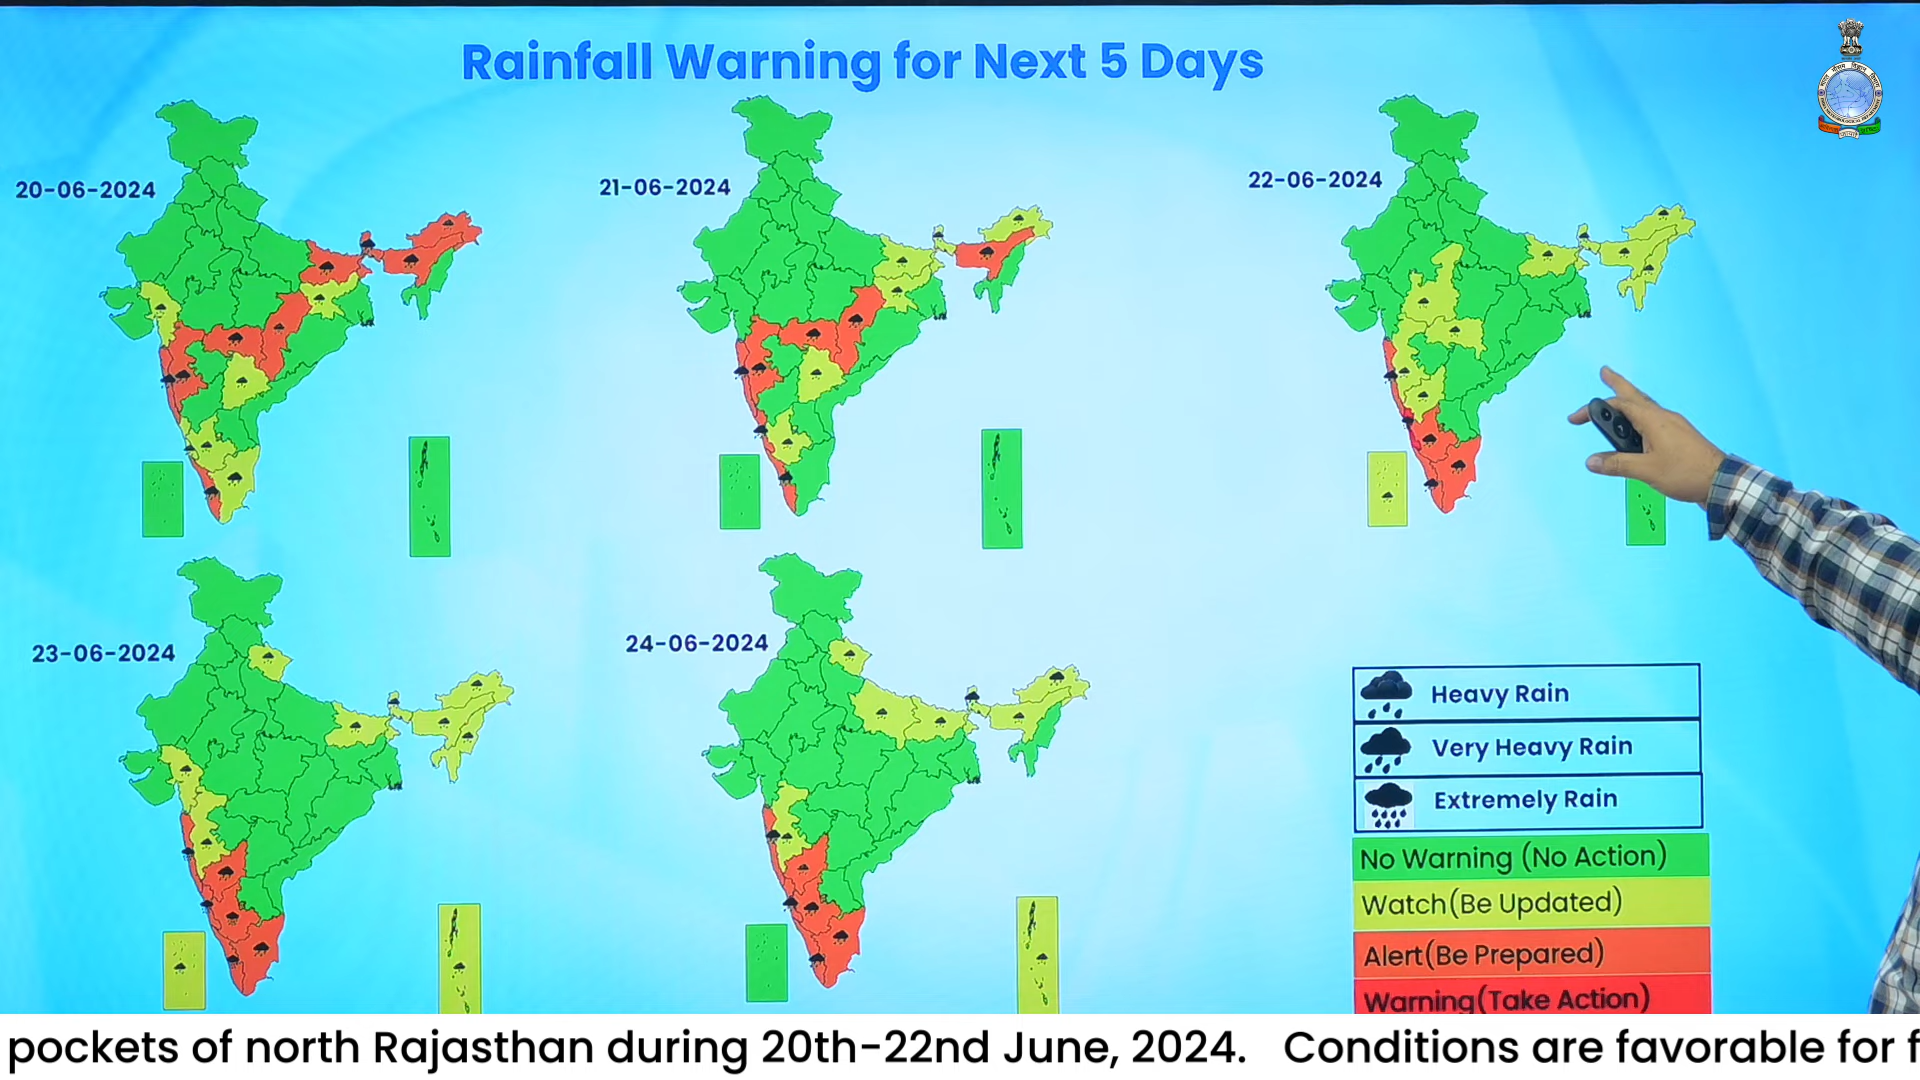 Rainfall Warning for Next 5 Days
20-06-2024
21-06-2024
22-06-2024
23-06-2024
24-06-2024
Heavy Rain
Very Heavy Rain
Extremely Rain
No Warning (No Action)
Watch(Be Updated)
Alert(Be Prepared)
Warning(Take Action)
pockets of north Rajasthan during 20th-22nd June, 2024. Conditions are favorable for f